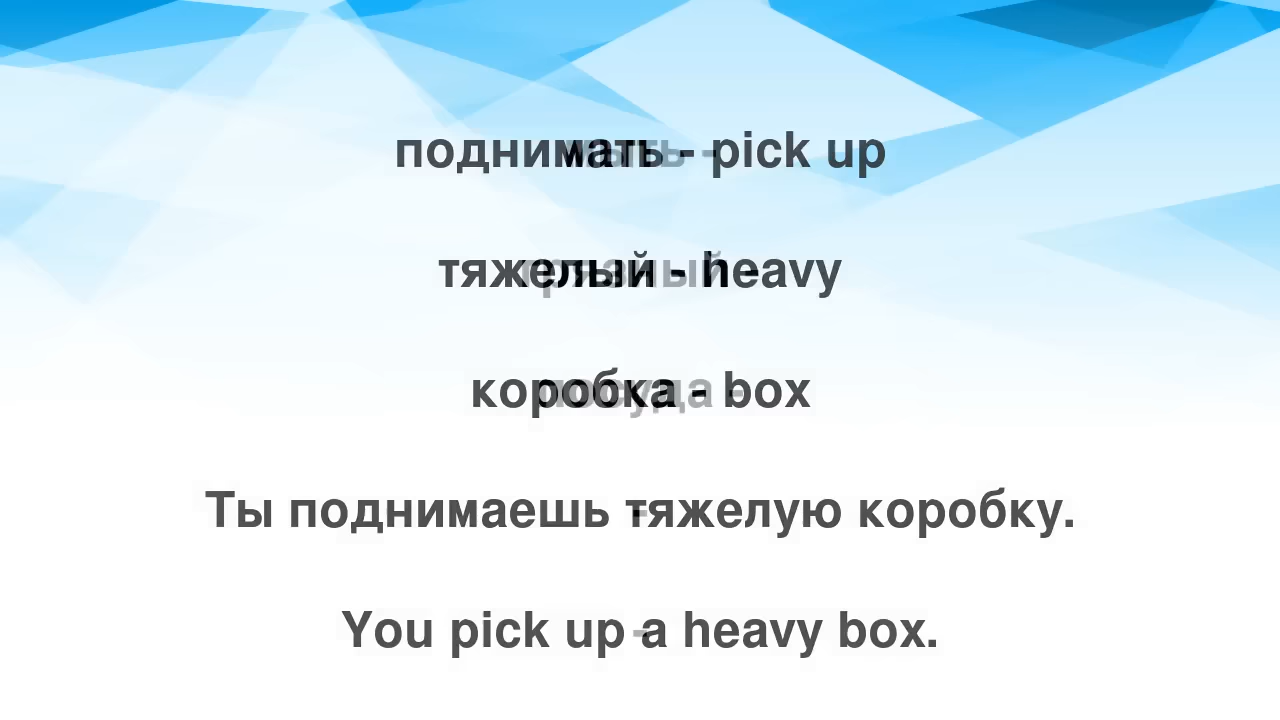 поднимать - pick up
тяжелый - heavy
коробка - box
Ты поднимаешь тяжелую коробку.
You pick up a heavy box.